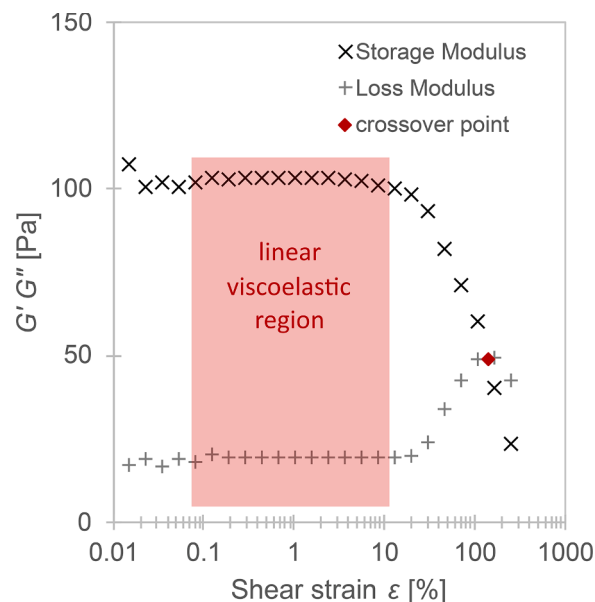 150
Storage Modulus
Loss Modulus
crossover point
100
linear
viscoelastic
region
G' G" [Pa]
50
0
0.01 0.1 1 10 100 1000
Shear strain ε [%]